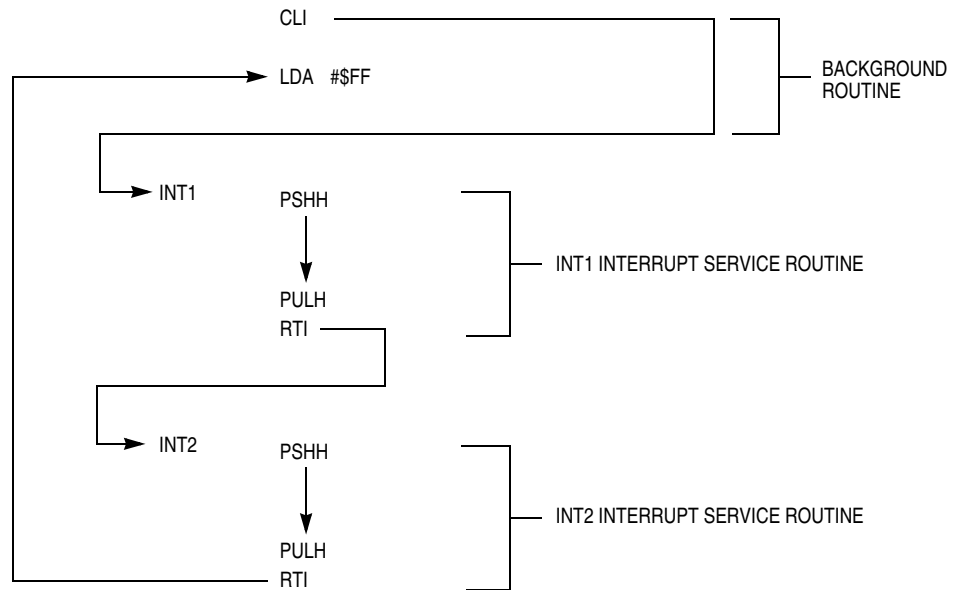 CLI
LDA #$FF
BACKGROUND
ROUTINE
INT1
PSHH
INT1 INTERRUPT SERVICE ROUTINE
PULH
RTI
INT2
PSHH
INT2 INTERRUPT SERVICE ROUTINE
PULH
RTI